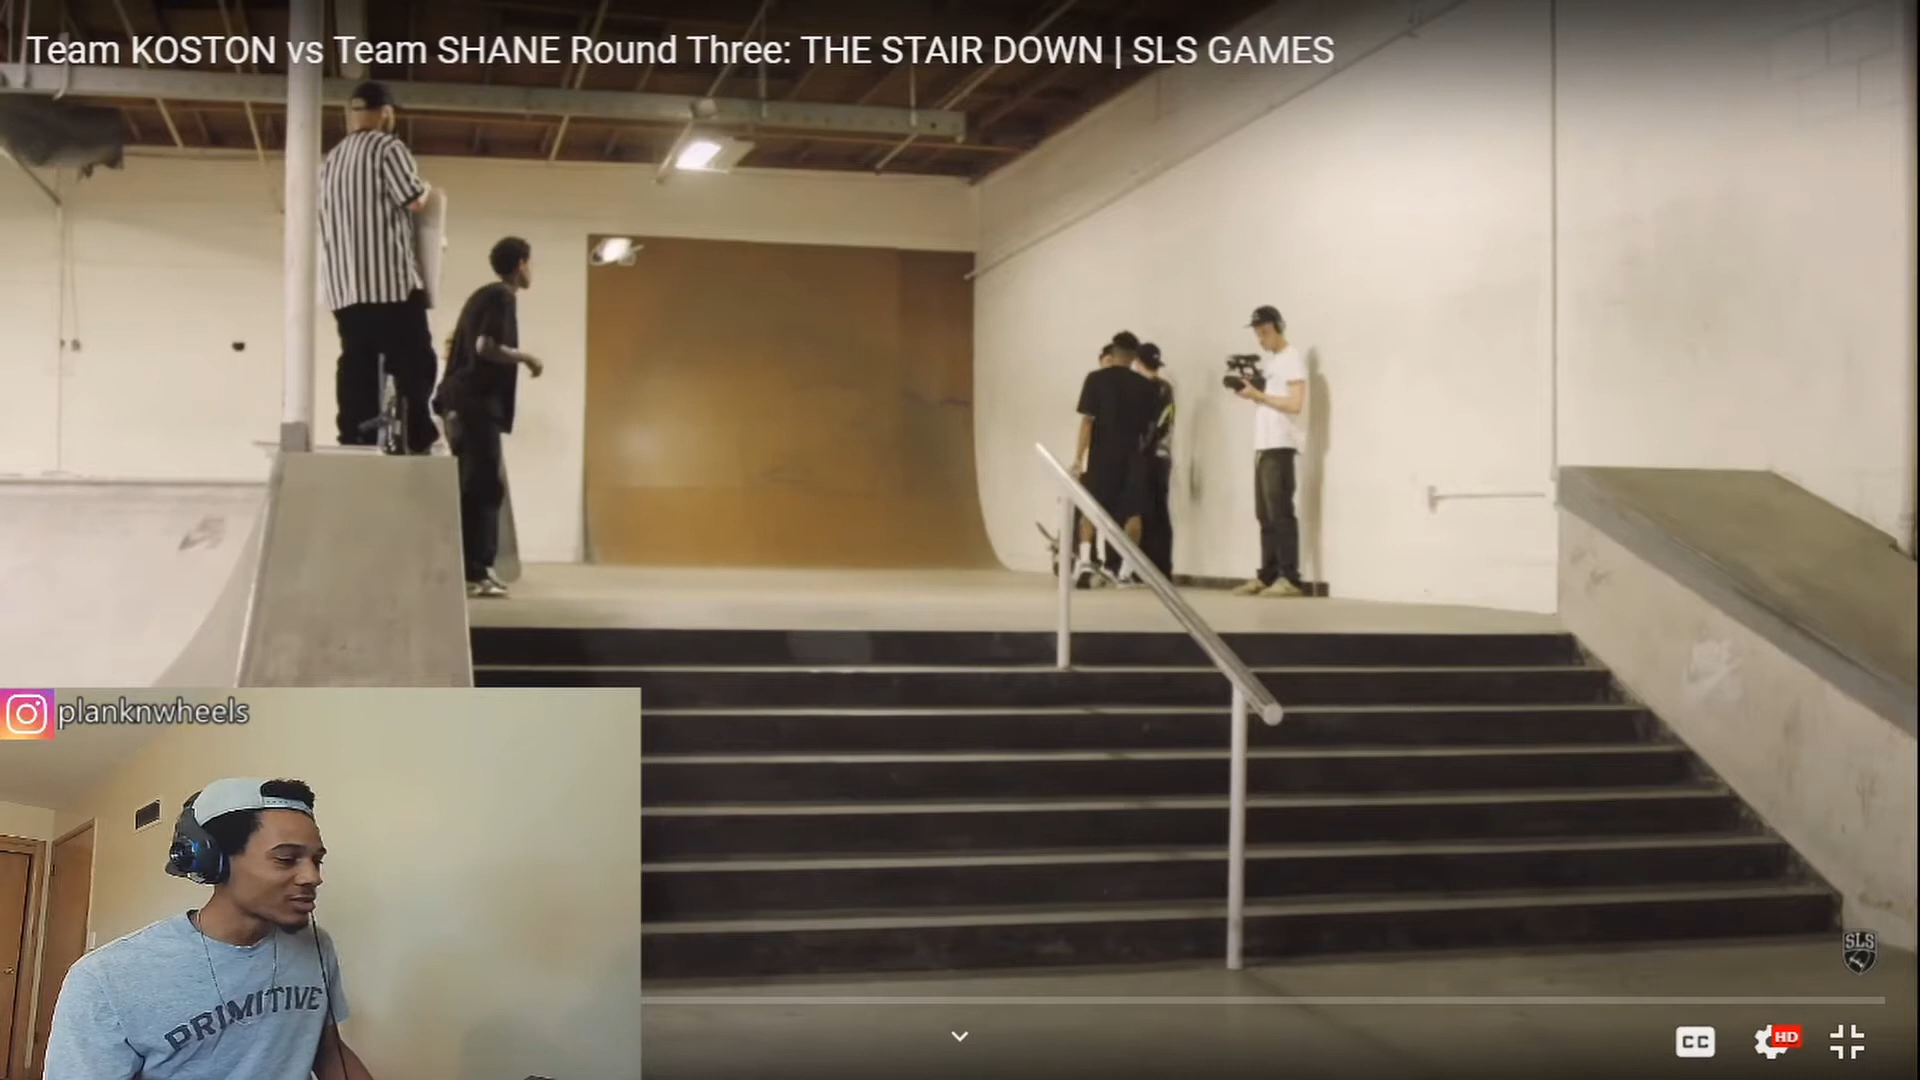 Team KOSTON vs Team SHANE Round Three: THE STAIR DOWN | SLS GAMES
planknwheels
PRIMITIVE
SLS
CC
HD